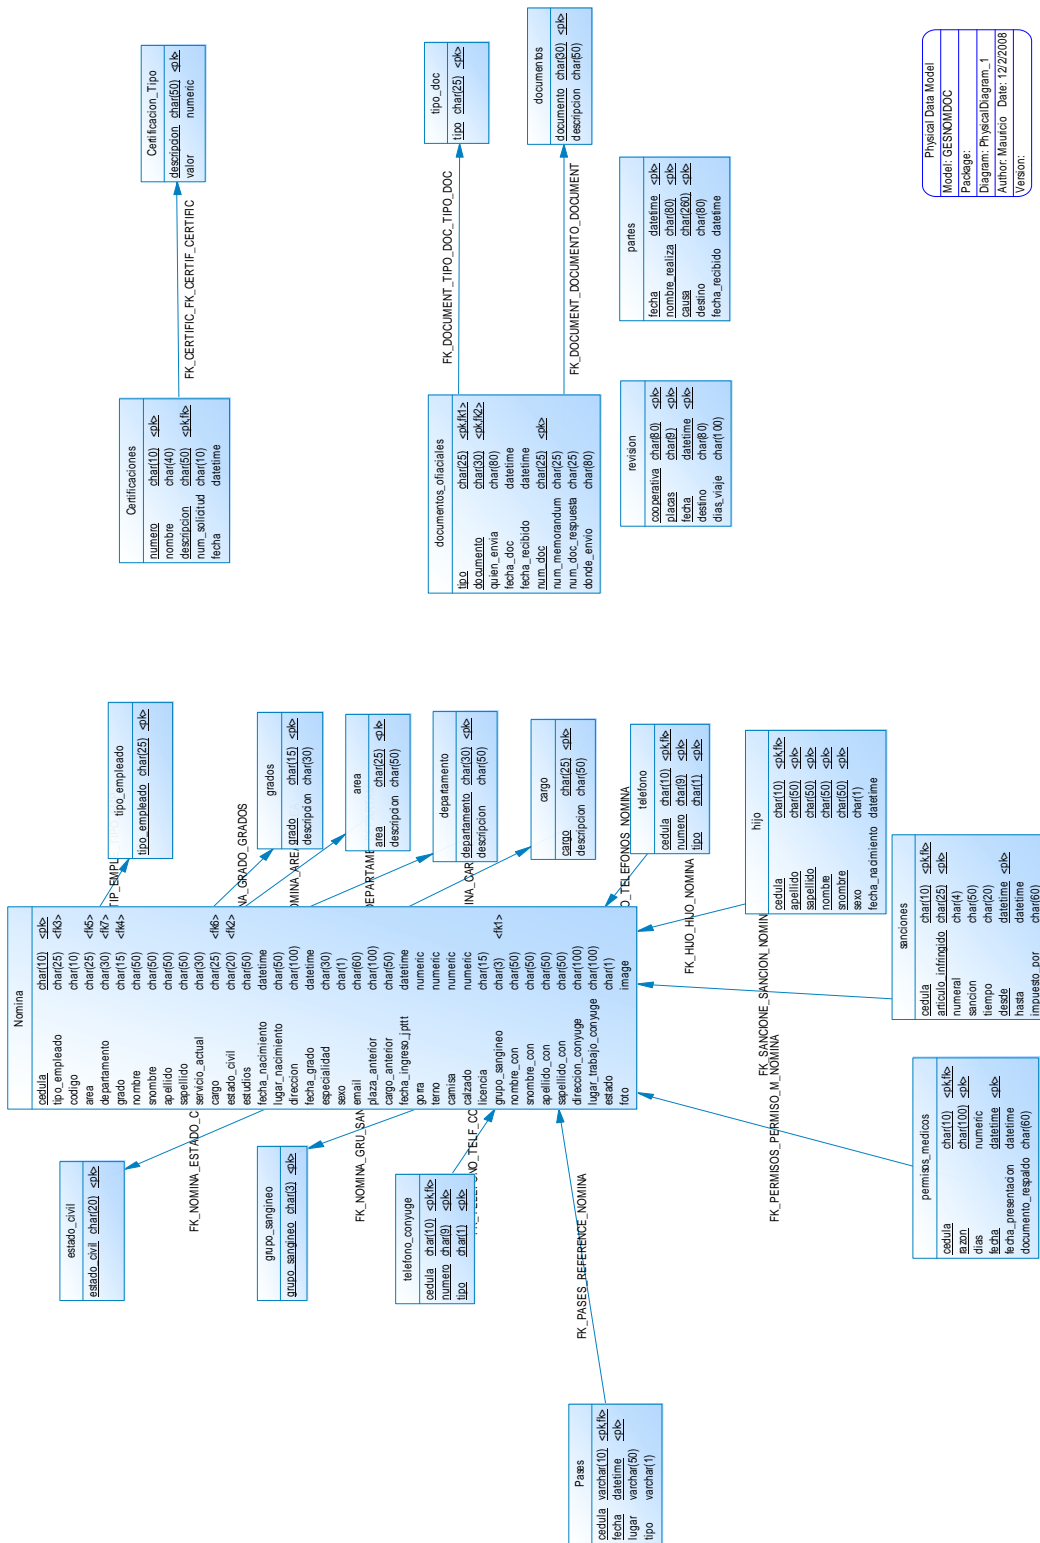 Certificacion_Tipo
descripcion char(50) <pk>
valor numeric
tipo_doc
tipo char(25) <pk>
documentos
documento char(30) <pk>
descripcion char(50)
Physical Data Model
Model: GESNOMDOC
Package:
Diagram: PhysicalDiagram_1
Author: Mauricio Date: 12/2/2008
Version:
FK_CERTIFIC_FK_CERTIF_CERTIFIC
FK_DOCUMENT_TIPO_DOC_TIPO_DOC
FK_DOCUMENT_DOCUMENTO_DOCUMENT
partes
fecha datetime <pk>
nombre_realiza char(80) <pk>
causa char(260) <pk>
destino char(80)
fecha_recibido datetime
Certificaciones
numero char(10) <pk>
nombre char(40)
descripcion char(50) <pk,fk>
num_solicitud char(10)
fecha datetime
documentos_ofiaciales
tipo char(25) <pk,fk1>
documento char(30) <pk,fk2>
quien_envia char(80)
fecha_doc datetime
fecha_recibido datetime
num_doc char(25) <pk>
num_memorandum char(25)
num_doc_respuesta char(25)
donde_envio char(80)
revision
cooperativa char(80) <pk>
placas char(9) <pk>
fecha datetime <pk>
destino char(80)
dias_viaje char(100)
tipo_empleado
tipo_empleado char(25) <pk>
grados
grado char(15) <pk>
descripcion char(30)
area
area char(25) <pk>
descripcion char(50)
departamento
departamento char(30) <pk>
descripcion char(50)
cargo
cargo char(25) <pk>
descripcion char(50)
telefono
cedula char(10) <pk,fk>
numero char(9) <pk>
tipo char(1) <pk>
hijo
cedula char(10) <pk,fk>
apellido char(50) <pk>
sapellido char(50) <pk>
nombre char(50) <pk>
snombre char(50) <pk>
sexo char(1)
fecha_nacimiento datetime
sanciones
cedula char(10) <pk,fk>
articulo_infringido char(25) <pk>
numeral char(4)
sancion char(50)
tiempo char(20)
desde datetime <pk>
hasta datetime
impuesto_por char(60)
TIP_EMPL
NA_GRADO_GRADOS
OMINA_AREA
DEPARTAME
INA_CAR
O_TELEFONOS_NOMINA
FK_HIJO_HIJO_NOMINA
FK_SANCIONE_SANCION_NOMINA
FK_PERMISOS_PERMISO_M_NOMINA
Nomina
cedula char(10) <pk>
tipo_empleado char(25) <fk3>
codigo char(10)
area char(25) <fk5>
departamento char(30) <fk7>
grado char(15) <fk4>
nombre char(50)
snombre char(50)
apellido char(50)
sapellido char(50)
servicio_actual char(30)
cargo char(25) <fk6>
estado_civil char(20) <fk2>
estudios char(50)
fecha_nacimiento datetime
lugar_nacimiento char(50)
direccion char(100)
fecha_grado datetime
especialidad char(30)
sexo char(1)
email char(60)
plaza_anterior char(100)
cargo_anterior char(50)
fecha_ingreso_jpttt datetime
gorra numeric
terno numeric
camisa numeric
calzado numeric
licencia char(15)
grupo_sangineo char(3) <fk1>
nombre_con char(50)
snombre_con char(50)
apellido_con char(50)
sapellido_con char(50)
direccion_conyuge char(100)
lugar_trabajo_conyuge char(100)
estado char(1)
foto image
FK_NOMINA_ESTADO_C
FK_NOMINA_GRU_SAN
FONO_TELF_CO
FK_PASES_REFERENCE_NOMINA
estado_civil
estado_civil char(20) <pk>
grupo_sangineo
grupo_sangineo char(3) <pk>
telefono_conyuge
cedula char(10) <pk,fk>
numero char(9) <pk>
tipo char(1) <pk>
permisos_medicos
cedula char(10) <pk,fk>
razon char(100) <pk>
dias numeric
fecha datetime <pk>
fecha_presentacion datetime
documento_respaldo char(60)
Pases
cedula varchar(10) <pk,fk>
fecha datetime <pk>
lugar varchar(50)
tipo varchar(1)